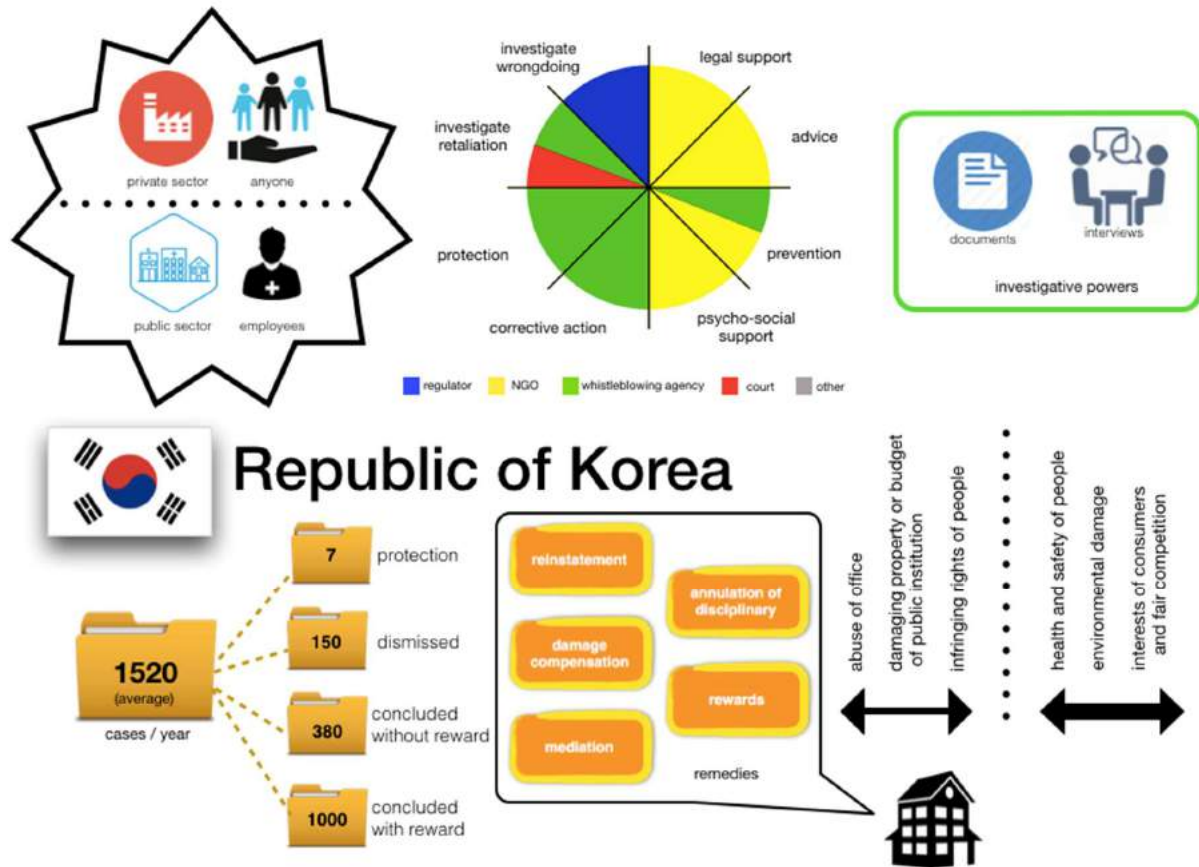 private sector
anyone
public sector
employees
investigate
wrongdoing
legal support
investigate
retaliation
advice
protection
prevention
corrective action
psycho-social
support
regulator
NGO
whistleblowing agency
court
other
documents
interviews
investigative powers
Republic of Korea
1520
(average)
cases / year
7
protection
150
dismissed
380
concluded
without reward
1000
concluded
with reward
reinstatement
annulation of
disciplinary
damage
compensation
rewards
mediation
remedies
abuse of office
damaging property or budget
of public institution
infringing rights of people
health and safety of people
environmental damage
interests of consumers
and fair competition